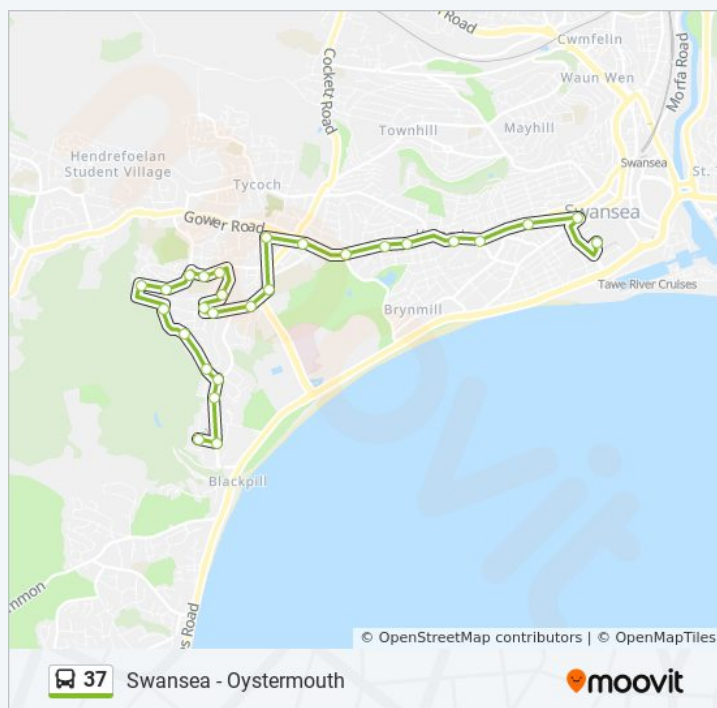 Road
Cwmfelin
Cockett Road
Waun Wen
Morfa Road
Townhill
Mayhill
Hendrefoelan
Student Village
Tycoch
Swansea
St. T
Gower Road
Swansea
Brynmill
Tawe River Cruises
Blackpill
mmon
es Road
© OpenStreetMap contributors | © OpenMapTiles
37 Swansea - Oystermouth
moovit